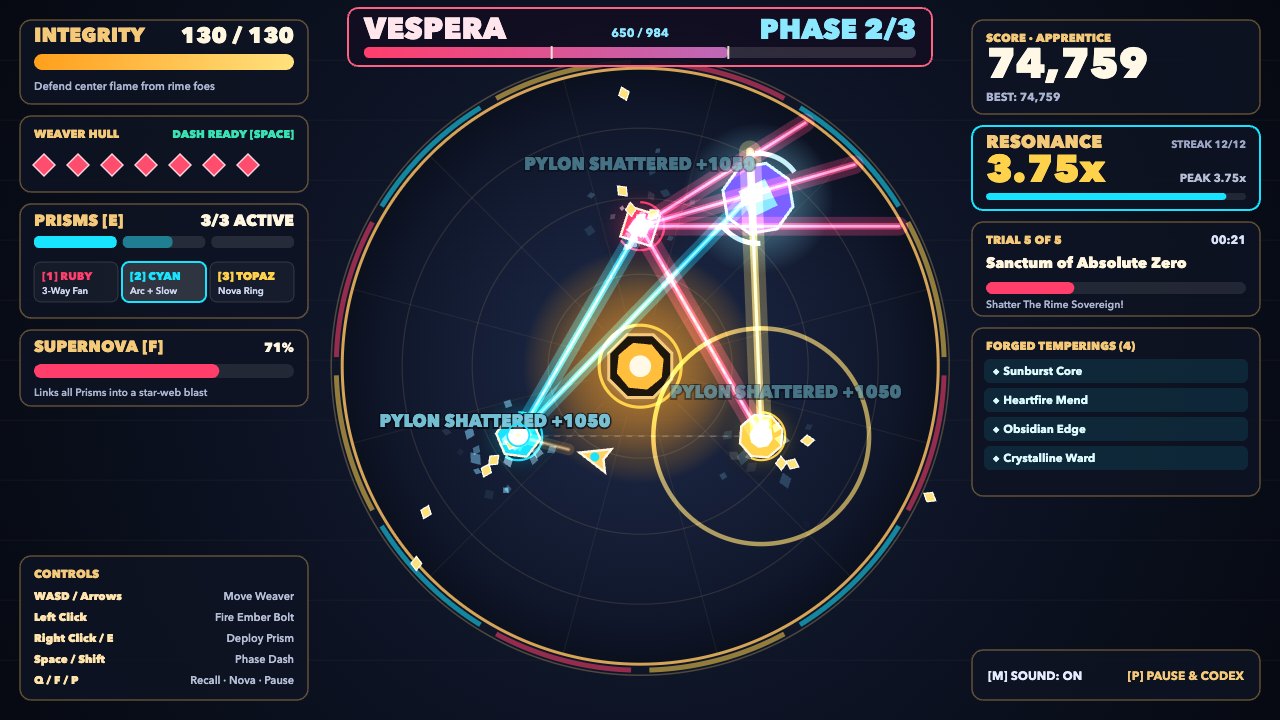 INTEGRITY 130 / 130
Defend center flame from rime foes
WEAVER HULL DASH READY [SPACE]
PRISMS [E] 3/3 ACTIVE
[1] RUBY
3-Way Fan
[2] CYAN
Arc + Slow
[3] TOPAZ
Nova Ring
SUPERNOVA [F] 71%
Links all Prisms into a star-web blast
CONTROLS
WASD / Arrows Move Weaver
Left Click Fire Ember Bolt
Right Click / E Deploy Prism
Space / Shift Phase Dash
Q / F / P Recall · Nova · Pause
VESPERA 650 / 984 PHASE 2/3
PYLON SHATTERED +1050
PYLON SHATTERED +1050
PYLON SHATTERED +1050
SCORE · APPRENTICE
74,759
BEST: 74,759
RESONANCE STREAK 12/12
3.75x PEAK 3.75x
TRIAL 5 OF 5 00:21
Sanctum of Absolute Zero
Shatter The Rime Sovereign!
FORGED TEMPERINGS (4)
◆ Sunburst Core
◆ Heartfire Mend
◆ Obsidian Edge
◆ Crystalline Ward
[M] SOUND: ON [P] PAUSE & CODEX